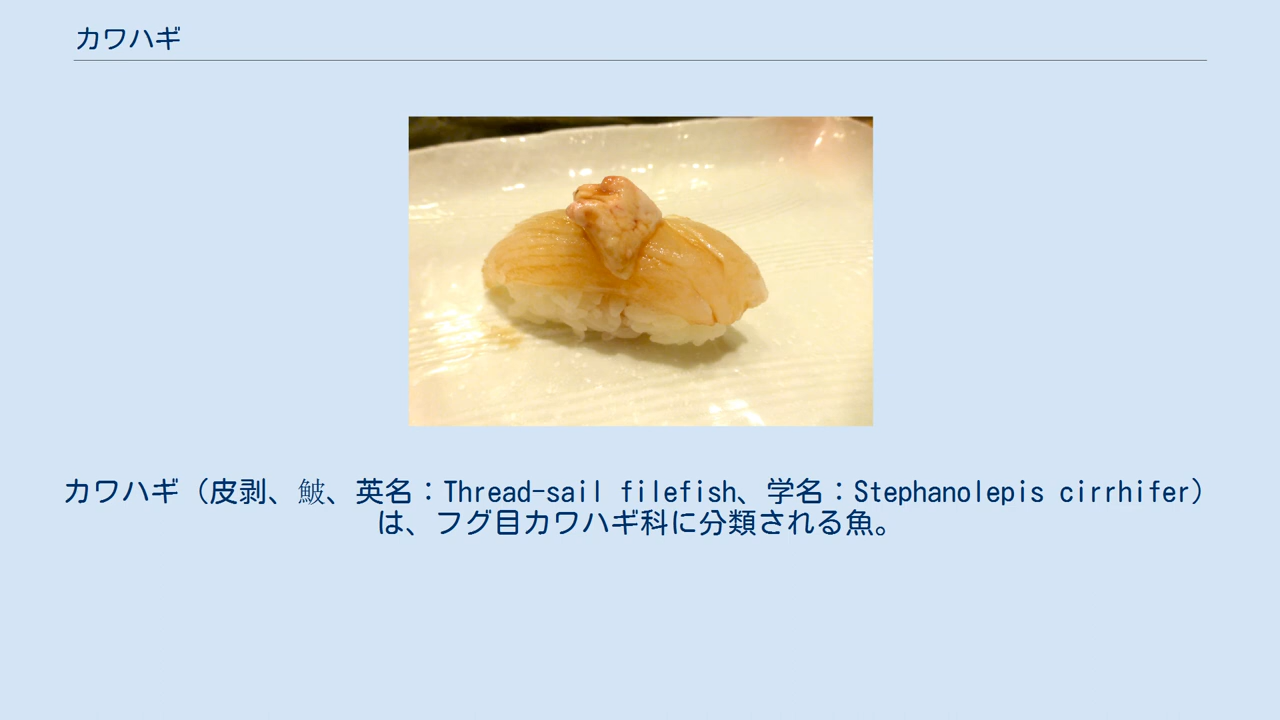 カワハギ
カワハギ（皮剥、鮍、英名：Thread-sail filefish、学名：Stephanolepis cirrhifer）
は、フグ目カワハギ科に分類される魚。